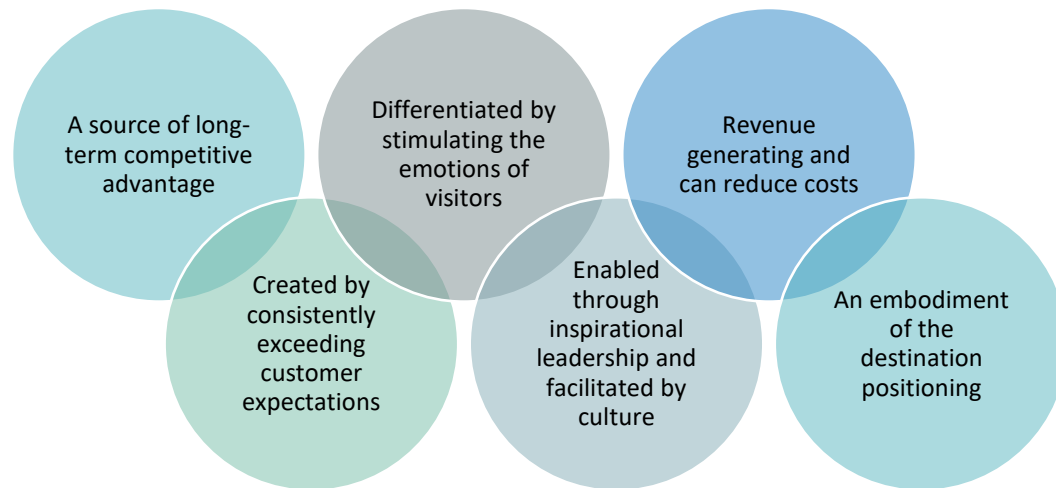 A source of long-
term competitive
advantage
Created by
consistently
exceeding
customer
expectations
Differentiated by
stimulating the
emotions of
visitors
Enabled
through
inspirational
leadership and
facilitated by
culture
Revenue
generating and
can reduce costs
An embodiment
of the
destination
positioning